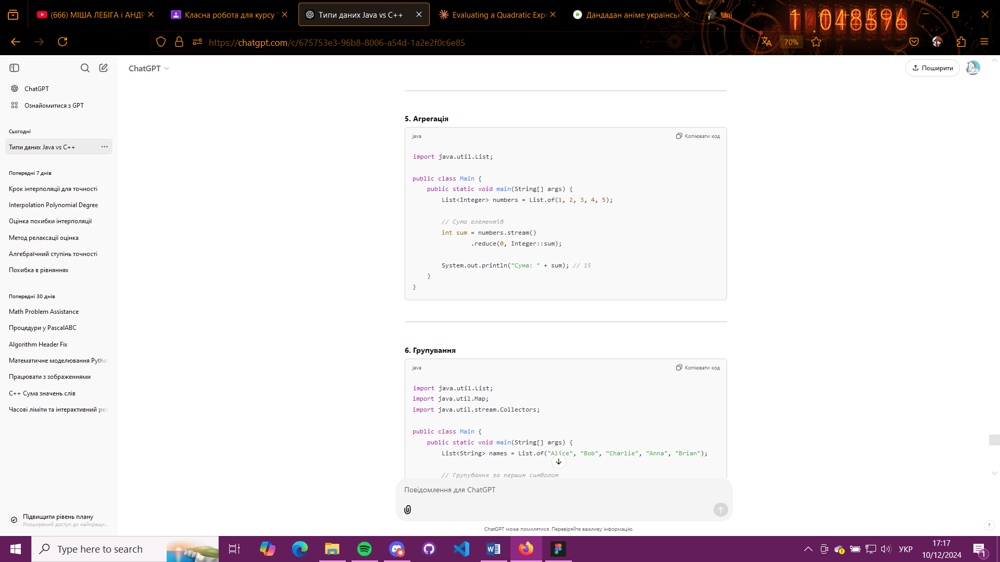 (666) МІША ЛЕБІГА і АНДР
Класна робота для курсу "
Типи даних Java vs C++
Evaluating a Quadratic Expr
Дандадан аніме українськ
Uni
https://chatgpt.com/c/675753e3-96b8-8006-a54d-1a2e2f0c6e85
70%
ChatGPT
Поширити
ChatGPT
Ознайомитися з GPT
Сьогодні
Типи даних Java vs C++
Попередні 7 днів
Крок інтерполяції для точності
Interpolation Polynomial Degree
Оцінка похибки інтерполяції
Метод релаксації оцінка
Алгебраїчний ступінь точності
Похибка в рівняннях
Попередні 30 днів
Math Problem Assistance
Процедури у PascalABC
Algorithm Header Fix
Математичне моделювання Pytho
Працювати з зображеннями
C++ Сума значень слів
Часові ліміти та інтерактивний реж
Підвищити рівень плану
Розширений доступ до найкращи...
5. Агрегація
java
Копіювати код
import java.util.List;
public class Main {
public static void main(String[] args) {
List<Integer> numbers = List.of(1, 2, 3, 4, 5);
// Сума елементів
int sum = numbers.stream()
.reduce(0, Integer::sum);
System.out.println("Сума: " + sum); // 15
}
}
6. Групування
java
Копіювати код
import java.util.List;
import java.util.Map;
import java.util.stream.Collectors;
public class Main {
public static void main(String[] args) {
List<String> names = List.of("Alice", "Bob", "Charlie", "Anna", "Brian");
// Групування за першим символом
Повідомлення для ChatGPT
ChatGPT може помилятися. Перевіряйте важливу інформацію.
?
Type here to search
УКР
17:17
10/12/2024
1